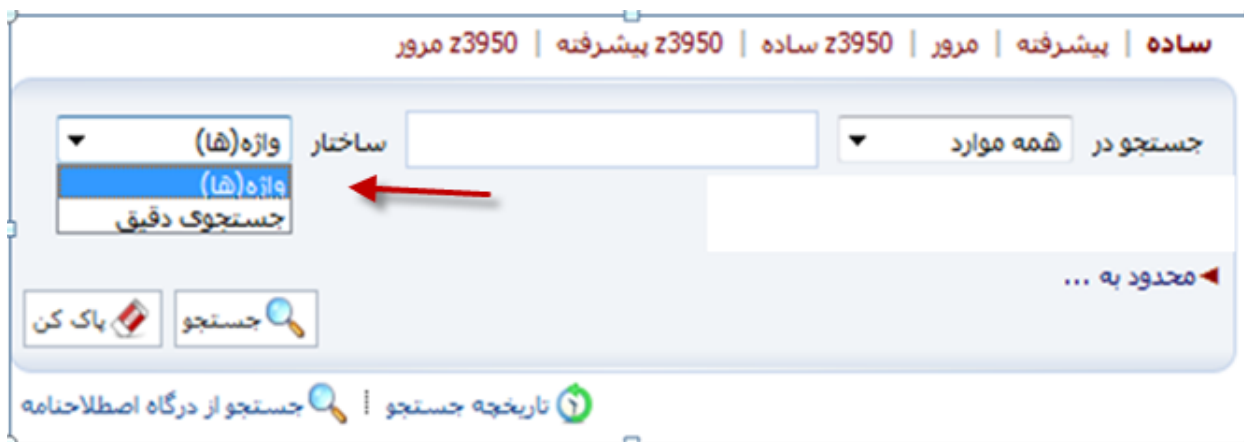 ساده | پیشرفته | مرور | z3950 ساده | z3950 پیشرفته | z3950 مرور
جستجو در همه موارد ساختار واژه(ها)
واژه(ها)
جستجوی دقیق
محدود به ...
جستجو پاک کن
تاریخچه جستجو جستجو از درگاه اصطلاحنامه